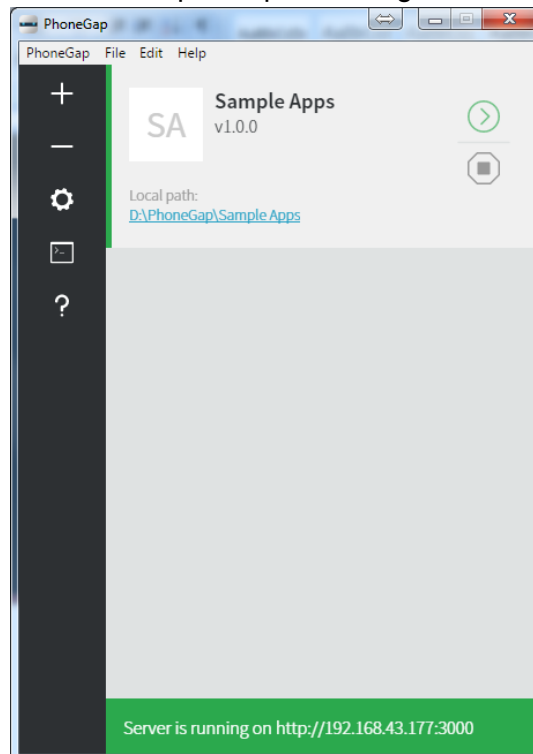 PhoneGap
PhoneGap File Edit Help
SA
Sample Apps
v1.0.0
Local path:
D:\PhoneGap\Sample Apps
Server is running on http://192.168.43.177:3000